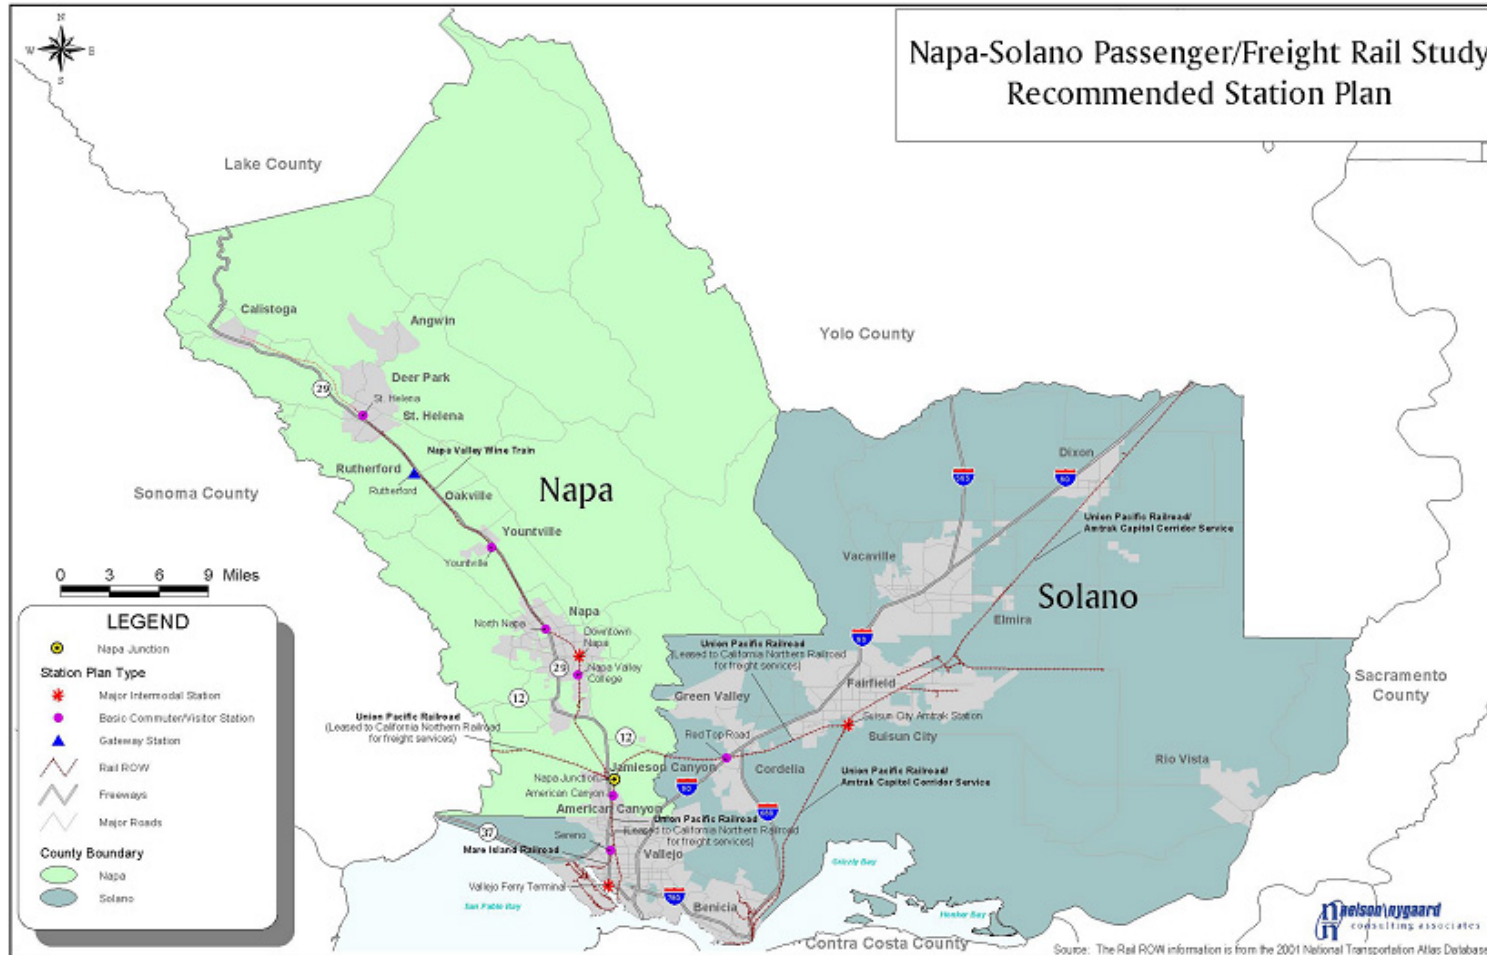 Napa-Solano Passenger/Freight Rail Study
Recommended Station Plan
N
W
E
S
Lake County
Yolo County
Sonoma County
Sacramento
County
Contra Costa County
Calistoga
Angwin
Deer Park
29
St. Helena
St. Helena
Rutherford
Napa Valley Wine Train
Rutherford
Oakville
Napa
Yountville
Yountville
Napa
North Napa
Downtown
Napa
29
Napa Valley
College
12
12
Union Pacific Railroad
(Leased to California Northern Railroad
for freight services)
Napa Junction
Jamieson Canyon
American Canyon
American Canyon
37
Sereno
Mare Island Railroad
Union Pacific Railroad
(Leased to California Northern Railroad
for freight services)
Vallejo
Vallejo Ferry Terminal
San Pablo Bay
780
Benicia
Dixon
80
Union Pacific Railroad/
Amtrak Capitol Corridor Service
Vacaville
Solano
Elmira
80
Union Pacific Railroad
(Leased to California Northern Railroad
for freight services)
Green Valley
Fairfield
Suisun City Amtrak Station
Suisun City
Red Top Road
Cordelia
80
Union Pacific Railroad/
Amtrak Capitol Corridor Service
Rio Vista
Grizzly Bay
Honker Bay
0 3 6 9 Miles
LEGEND
Napa Junction
Station Plan Type
Major Intermodal Station
Basic Commuter/Visitor Station
Gateway Station
Rail ROW
Freeways
Major Roads
County Boundary
Napa
Solano
nelson\nygaard
consulting associates
Source: The Rail ROW information is from the 2001 National Transportation Atlas Database